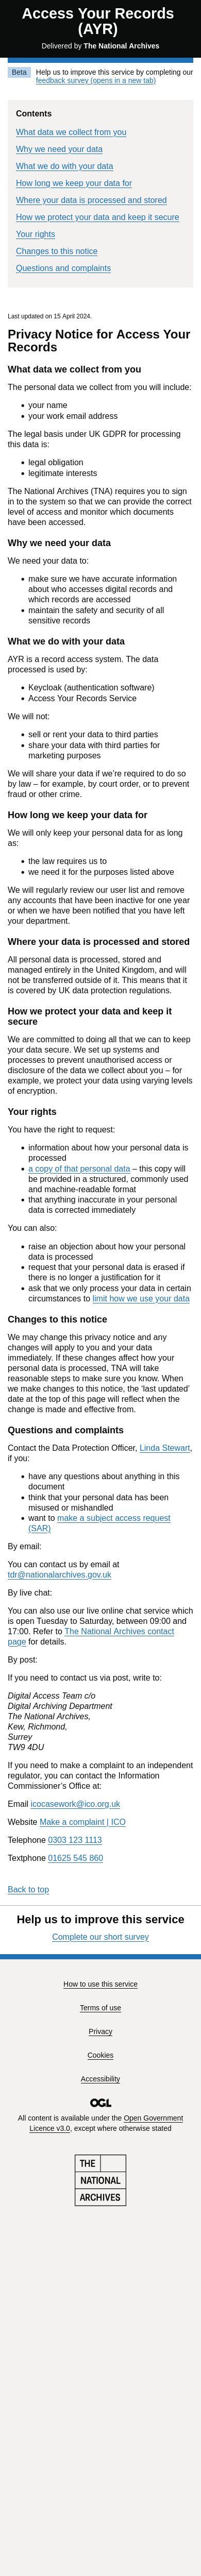 Access Your Records
(AYR)
Delivered by The National Archives
Beta
Help us to improve this service by completing our
feedback survey (opens in a new tab)
Contents
What data we collect from you
Why we need your data
What we do with your data
How long we keep your data for
Where your data is processed and stored
How we protect your data and keep it secure
Your rights
Changes to this notice
Questions and complaints
Last updated on 15 April 2024.
Privacy Notice for Access Your
Records
What data we collect from you
The personal data we collect from you will include:
• your name
• your work email address
The legal basis under UK GDPR for processing
this data is:
• legal obligation
• legitimate interests
The National Archives (TNA) requires you to sign
in to the system so that we can provide the correct
level of access and monitor which documents
have been accessed.
Why we need your data
We need your data to:
• make sure we have accurate information
about who accesses digital records and
which records are accessed
• maintain the safety and security of all
sensitive records
What we do with your data
AYR is a record access system. The data
processed is used by:
• Keycloak (authentication software)
• Access Your Records Service
We will not:
• sell or rent your data to third parties
• share your data with third parties for
marketing purposes
We will share your data if we’re required to do so
by law – for example, by court order, or to prevent
fraud or other crime.
How long we keep your data for
We will only keep your personal data for as long
as:
• the law requires us to
• we need it for the purposes listed above
We will regularly review our user list and remove
any accounts that have been inactive for one year
or when we have been notified that you have left
your department.
Where your data is processed and stored
All personal data is processed, stored and
managed entirely in the United Kingdom, and will
not be transferred outside of it. This means that it
is covered by UK data protection regulations.
How we protect your data and keep it
secure
We are committed to doing all that we can to keep
your data secure. We set up systems and
processes to prevent unauthorised access or
disclosure of the data we collect about you – for
example, we protect your data using varying levels
of encryption.
Your rights
You have the right to request:
• information about how your personal data is
processed
• a copy of that personal data – this copy will
be provided in a structured, commonly used
and machine-readable format
• that anything inaccurate in your personal
data is corrected immediately
You can also:
• raise an objection about how your personal
data is processed
• request that your personal data is erased if
there is no longer a justification for it
• ask that we only process your data in certain
circumstances to limit how we use your data
Changes to this notice
We may change this privacy notice and any
changes will apply to you and your data
immediately. If these changes affect how your
personal data is processed, TNA will take
reasonable steps to make sure you know. When
we make changes to this notice, the ‘last updated’
date at the top of this page will reflect when the
change is made and effective from.
Questions and complaints
Contact the Data Protection Officer, Linda Stewart,
if you:
• have any questions about anything in this
document
• think that your personal data has been
misused or mishandled
• want to make a subject access request
(SAR)
By email:
You can contact us by email at
tdr@nationalarchives.gov.uk
By live chat:
You can also use our live online chat service which
is open Tuesday to Saturday, between 09:00 and
17:00. Refer to The National Archives contact
page for details.
By post:
If you need to contact us via post, write to:
Digital Access Team c/o
Digital Archiving Department
The National Archives,
Kew, Richmond,
Surrey
TW9 4DU
If you need to make a complaint to an independent
regulator, you can contact the Information
Commissioner’s Office at:
Email icocasework@ico.org.uk
Website Make a complaint | ICO
Telephone 0303 123 1113
Textphone 01625 545 860
Back to top
Help us to improve this service
Complete our short survey
How to use this service
Terms of use
Privacy
Cookies
Accessibility
OGL
All content is available under the Open Government
Licence v3.0, except where otherwise stated
THE
NATIONAL
ARCHIVES